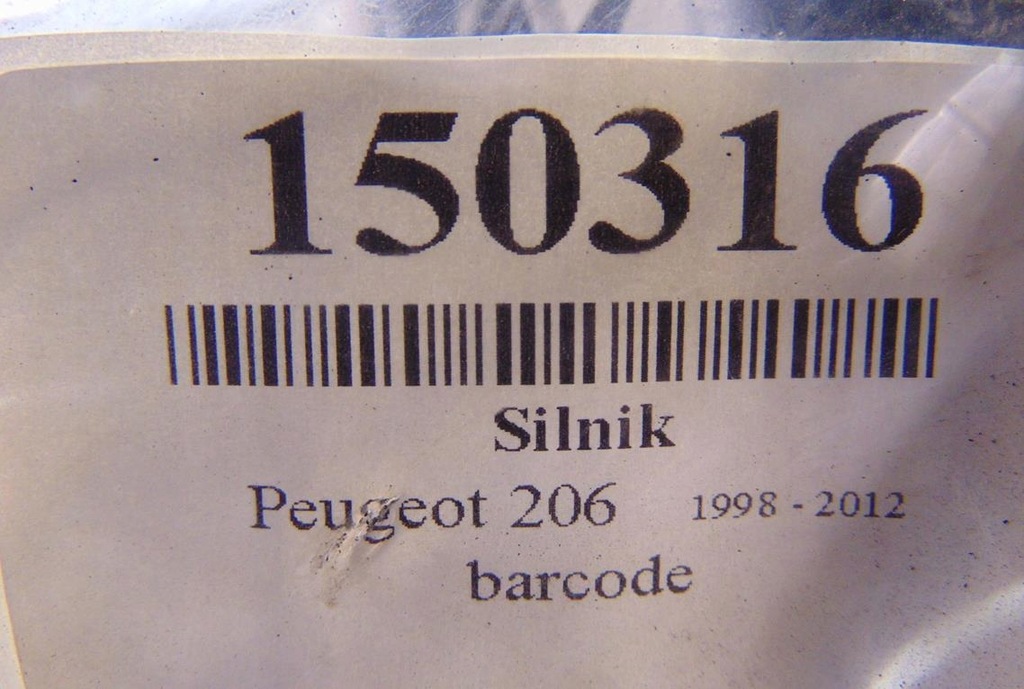 150316
Silnik
Peugeot 206 1998 - 2012
barcode